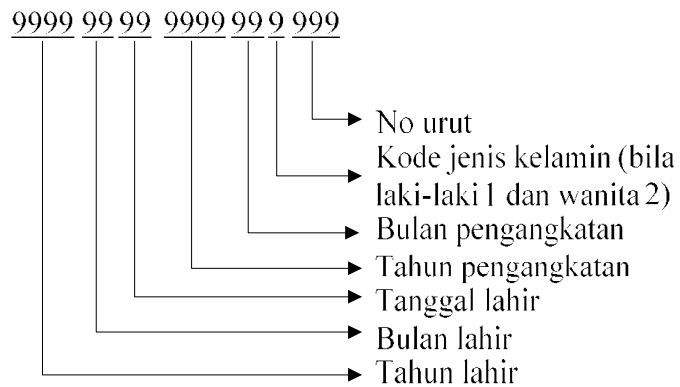 9999 99 99 9999 99 9 999
No urut
Kode jenis kelamin (bila
laki-laki 1 dan wanita 2)
Bulan pengangkatan
Tahun pengangkatan
Tanggal lahir
Bulan lahir
Tahun lahir